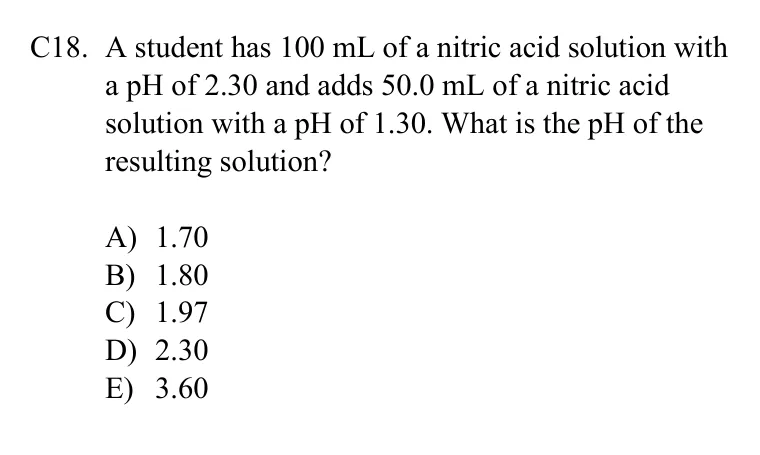 C18. A student has 100 mL of a nitric acid solution with
a pH of 2.30 and adds 50.0 mL of a nitric acid
solution with a pH of 1.30. What is the pH of the
resulting solution?
A) 1.70
B) 1.80
C) 1.97
D) 2.30
E) 3.60